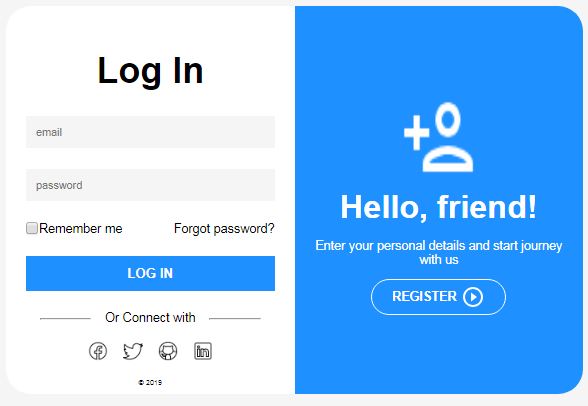 Log In
email
password
Remember me
Forgot password?
LOG IN
Or Connect with
© 2019
Hello, friend!
Enter your personal details and start journey
with us
REGISTER